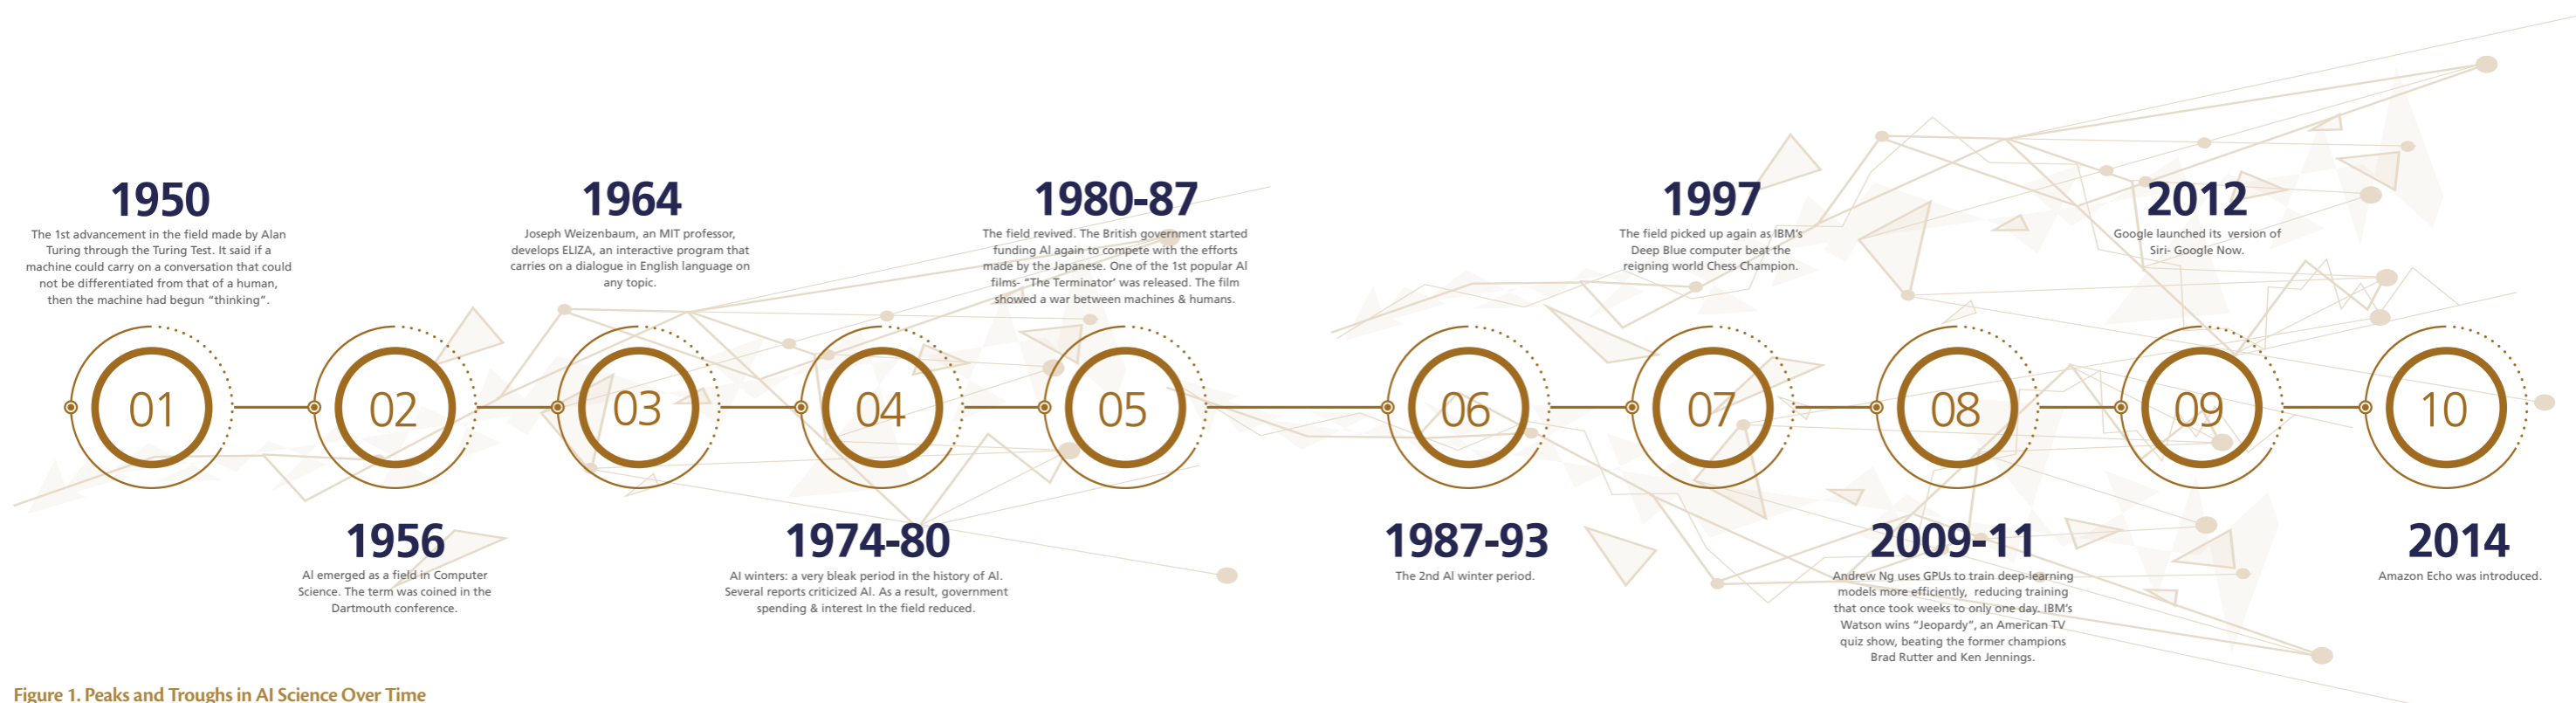 1950
The 1st advancement in the field made by Alan
Turing through the Turing Test. It said if a
machine could carry on a conversation that could
not be differentiated from that of a human,
then the machine had begun “thinking”.
1964
Joseph Weizenbaum, an MIT professor,
develops ELIZA, an interactive program that
carries on a dialogue in English language on
any topic.
1980-87
The field revived. The British government started
funding AI again to compete with the efforts
made by the Japanese. One of the 1st popular AI
films- “The Terminator’ was released. The film
showed a war between machines & humans.
1997
The field picked up again as IBM’s
Deep Blue computer beat the
reigning world Chess Champion.
2012
Google launched its  version of
Siri- Google Now.
01
02
03
04
05
06
07
08
09
10
1956
AI emerged as a field in Computer
Science. The term was coined in the
Dartmouth conference.
1974-80
AI winters: a very bleak period in the history of AI.
Several reports criticized AI. As a result, government
spending & interest In the field reduced.
1987-93
The 2nd AI winter period.
2009-11
Andrew Ng uses GPUs to train deep-learning
models more efficiently,  reducing training
that once took weeks to only one day. IBM’s
Watson wins “Jeopardy”, an American TV
quiz show, beating the former champions
Brad Rutter and Ken Jennings.
2014
Amazon Echo was introduced.
Figure 1. Peaks and Troughs in AI Science Over Time